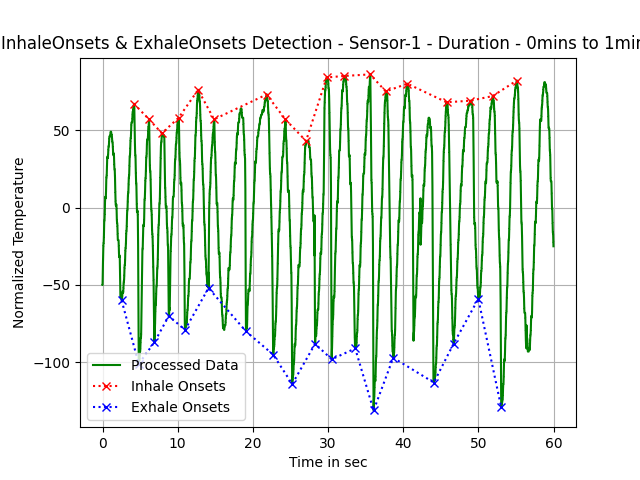 InhaleOnsets & ExhaleOnsets Detection - Sensor-1 - Duration - 0mins to 1min
Normalized Temperature
50
0
−50
−100
Processed Data
Inhale Onsets
Exhale Onsets
0 10 20 30 40 50 60
Time in sec